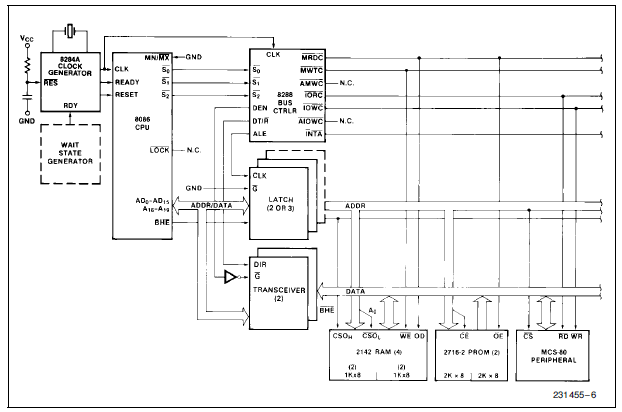 VCC
8284A
CLOCK
GENERATOR
RES
RDY
GND
WAIT
STATE
GENERATOR
CLK
READY
RESET
MN/MX
GND
S0
S1
S2
8086
CPU
LOCK
N.C.
AD0-AD15
A16-A19
ADDR/DATA
BHE
CLK
S0
S1
S2
DEN
DT/R
ALE
8288
BUS
CTRLR
MRDC
MWTC
AMWC
N.C.
IORC
IOWC
AIOWC
N.C.
INTA
CLK
GND
G
LATCH
(2 OR 3)
ADDR
DIR
G
TRANSCEIVER
(2)
DATA
BHE
A0
CSOH
CSOL
WE
OD
2142 RAM (4)
(2)
1K×8
(2)
1K×8
CE
OE
2716-2 PROM (2)
2K × 8
2K × 8
CS
RD
WR
MCS-80
PERIPHERAL
231455-6